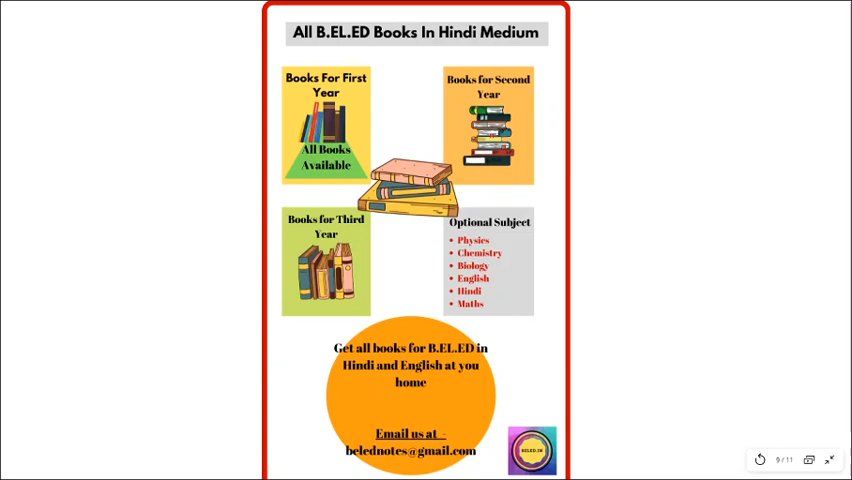 All B.EL.ED Books In Hindi Medium
Books For First
Year
All Books
Available
Books for Second
Year
Books for Third
Year
Optional Subject
• Physics
• Chemistry
• Biology
• English
• Hindi
• Maths
Get all books for B.EL.ED in
Hindi and English at you
home
Email us at -
belednotes@gmail.com
BELED.IN
9 / 11